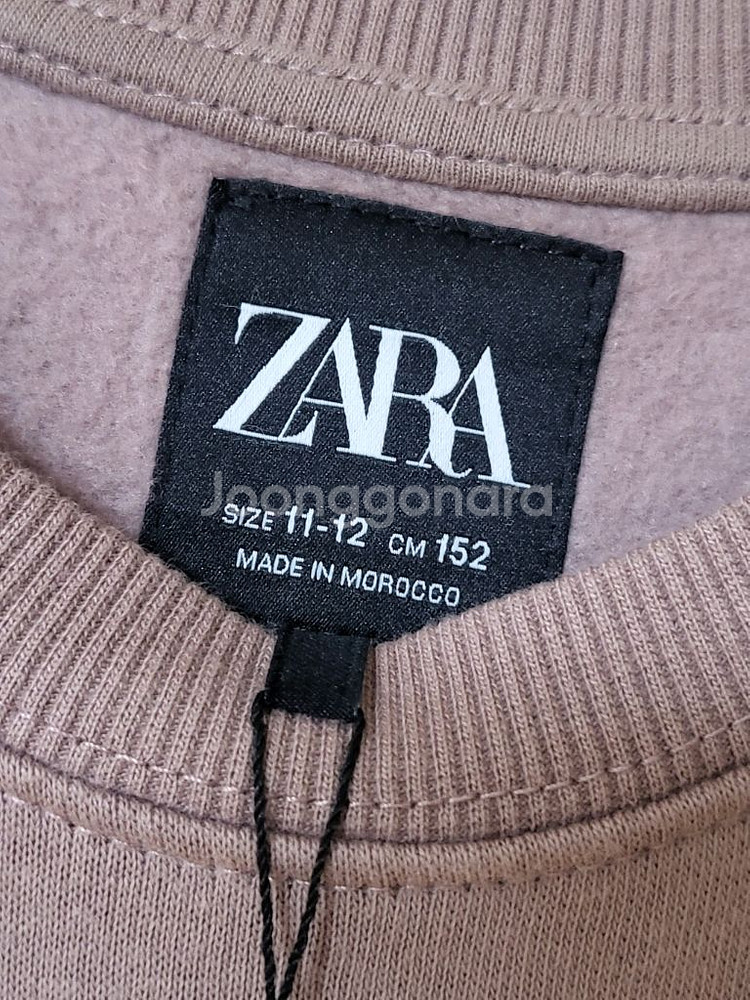 ZARA
Joonggonara
SIZE 11-12 CM 152
MADE IN MOROCCO